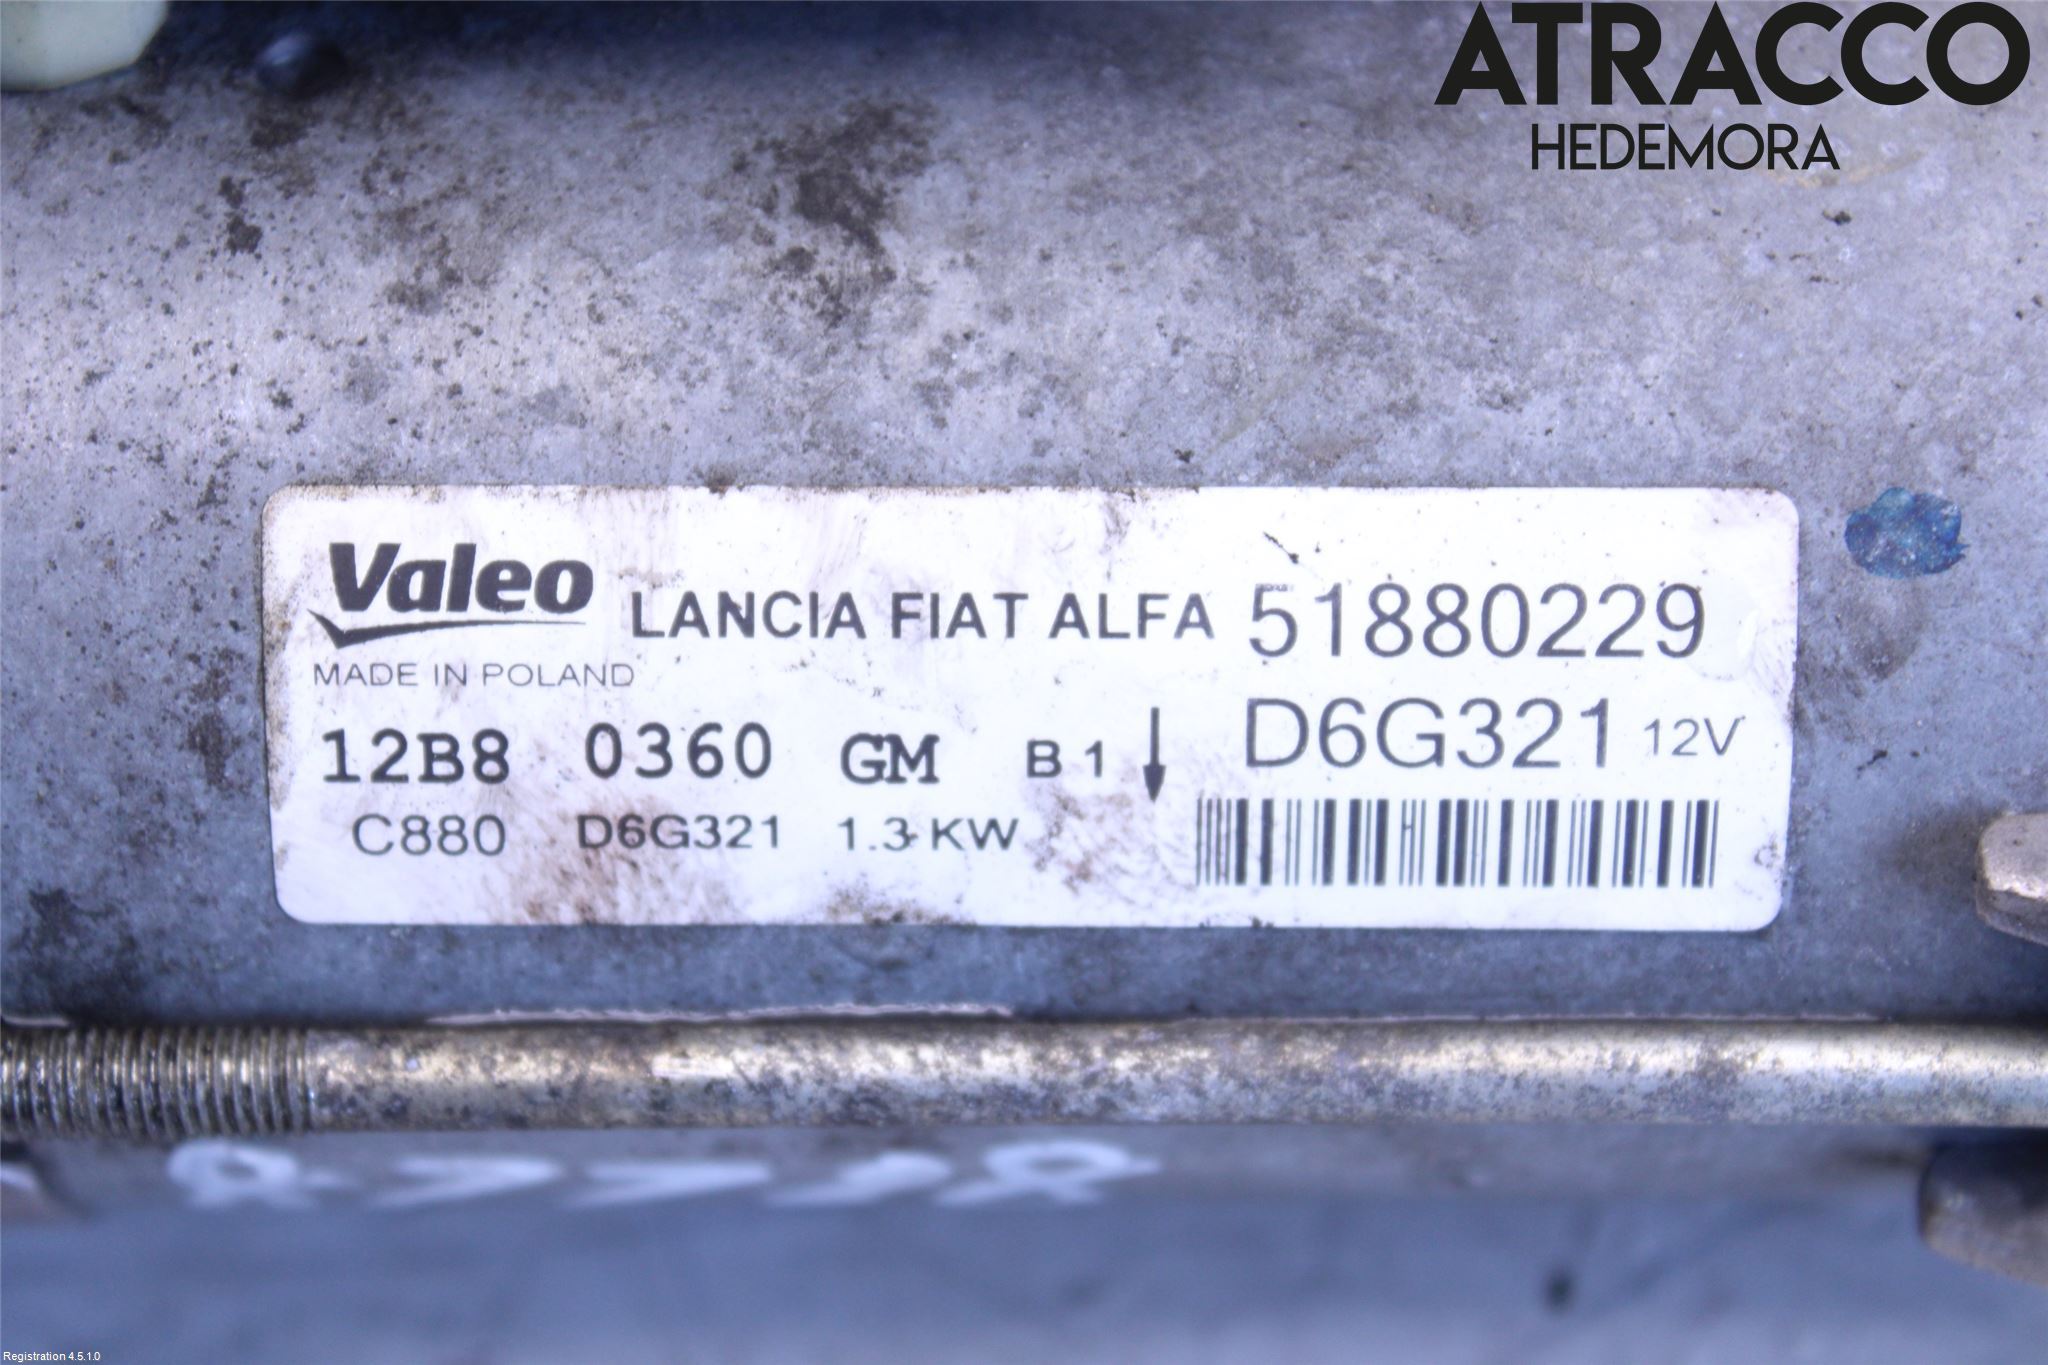 ATRACCO
HEDEMORA
Valeo LANCIA FIAT ALFA 51880229
MADE IN POLAND
12B8 0360 GM B 1 D6G321 12V
C880 D6G321 1.3 KW
Registration 4.5.1.0